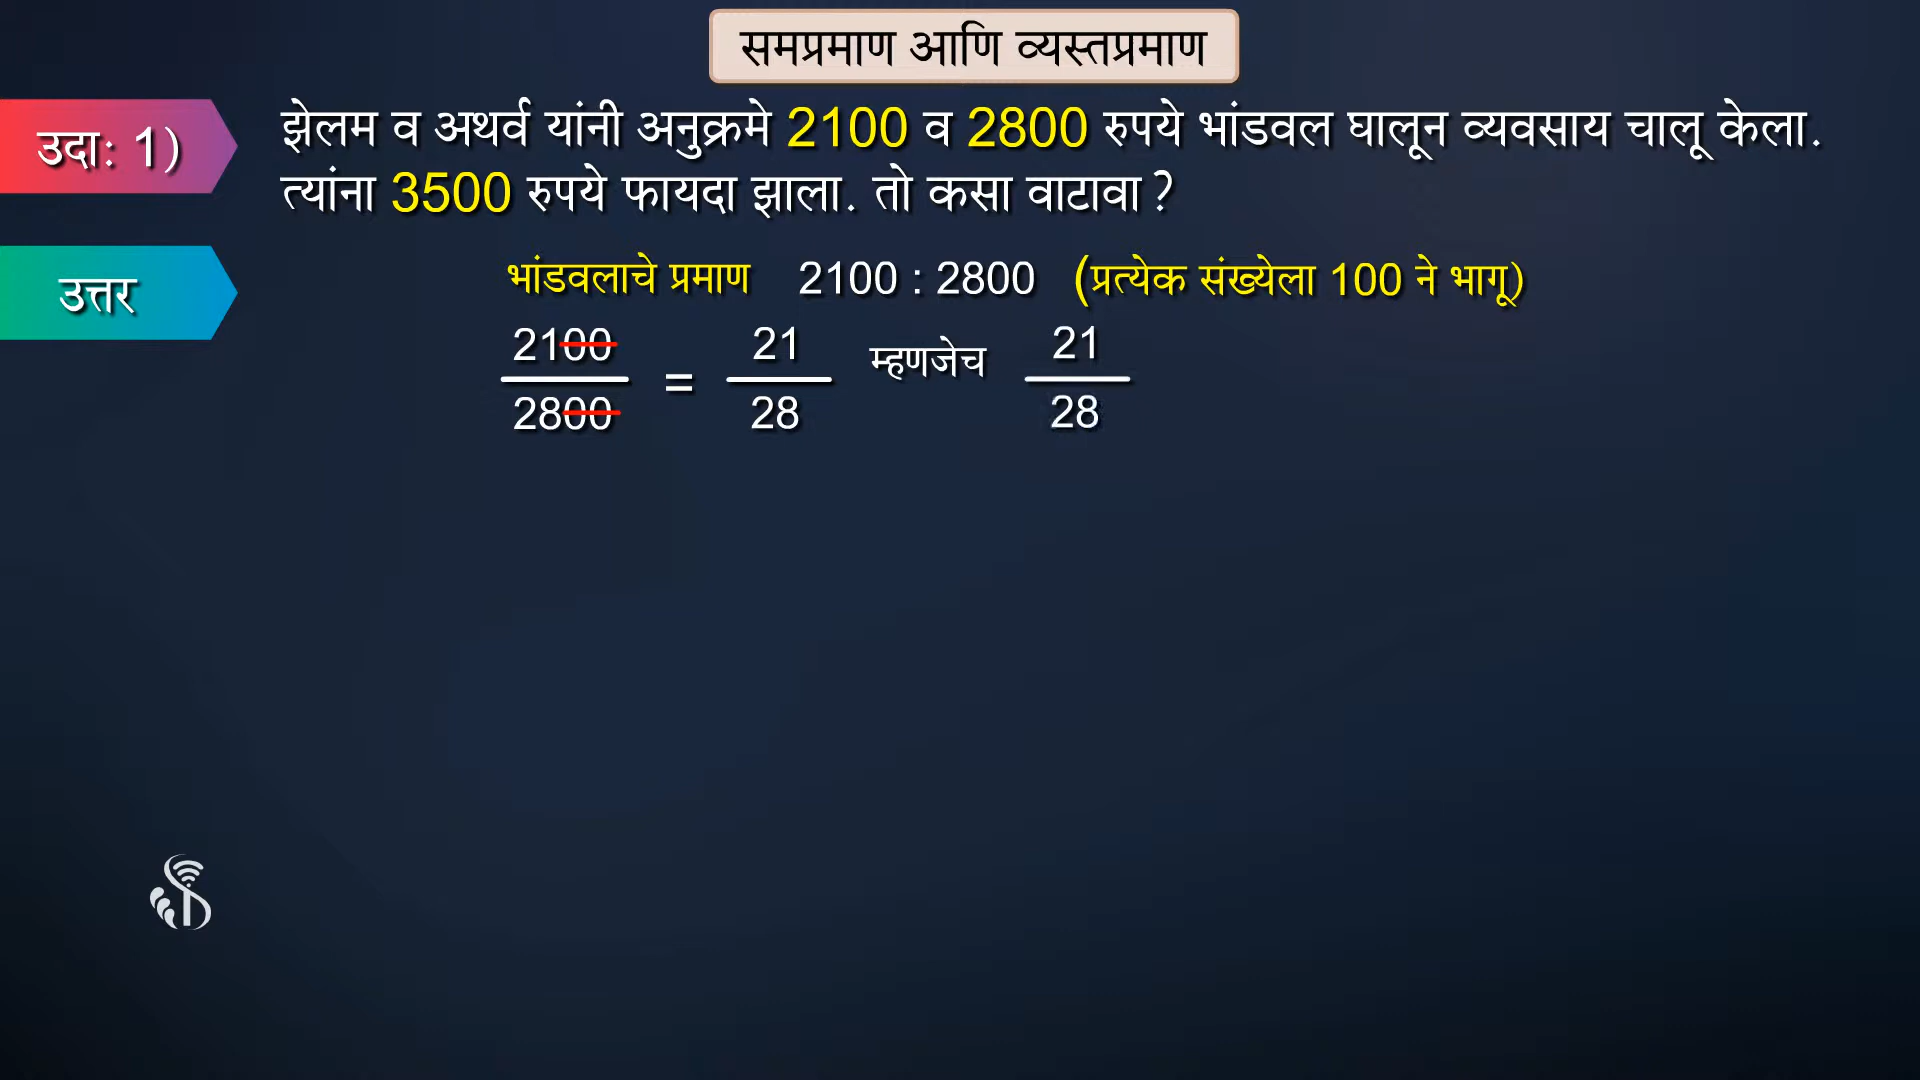 समप्रमाण आणि व्यस्तप्रमाण
उदाः 1)
झेलम व अथर्व यांनी अनुक्रमे 2100 व 2800 रुपये भांडवल घालून व्यवसाय चालू केला.
त्यांना 3500 रुपये फायदा झाला. तो कसा वाटावा ?
उत्तर
भांडवलाचे प्रमाण 2100 : 2800 (प्रत्येक संख्येला 100 ने भागू)
2100 21 म्हणजेच 21
=
2800 28 28